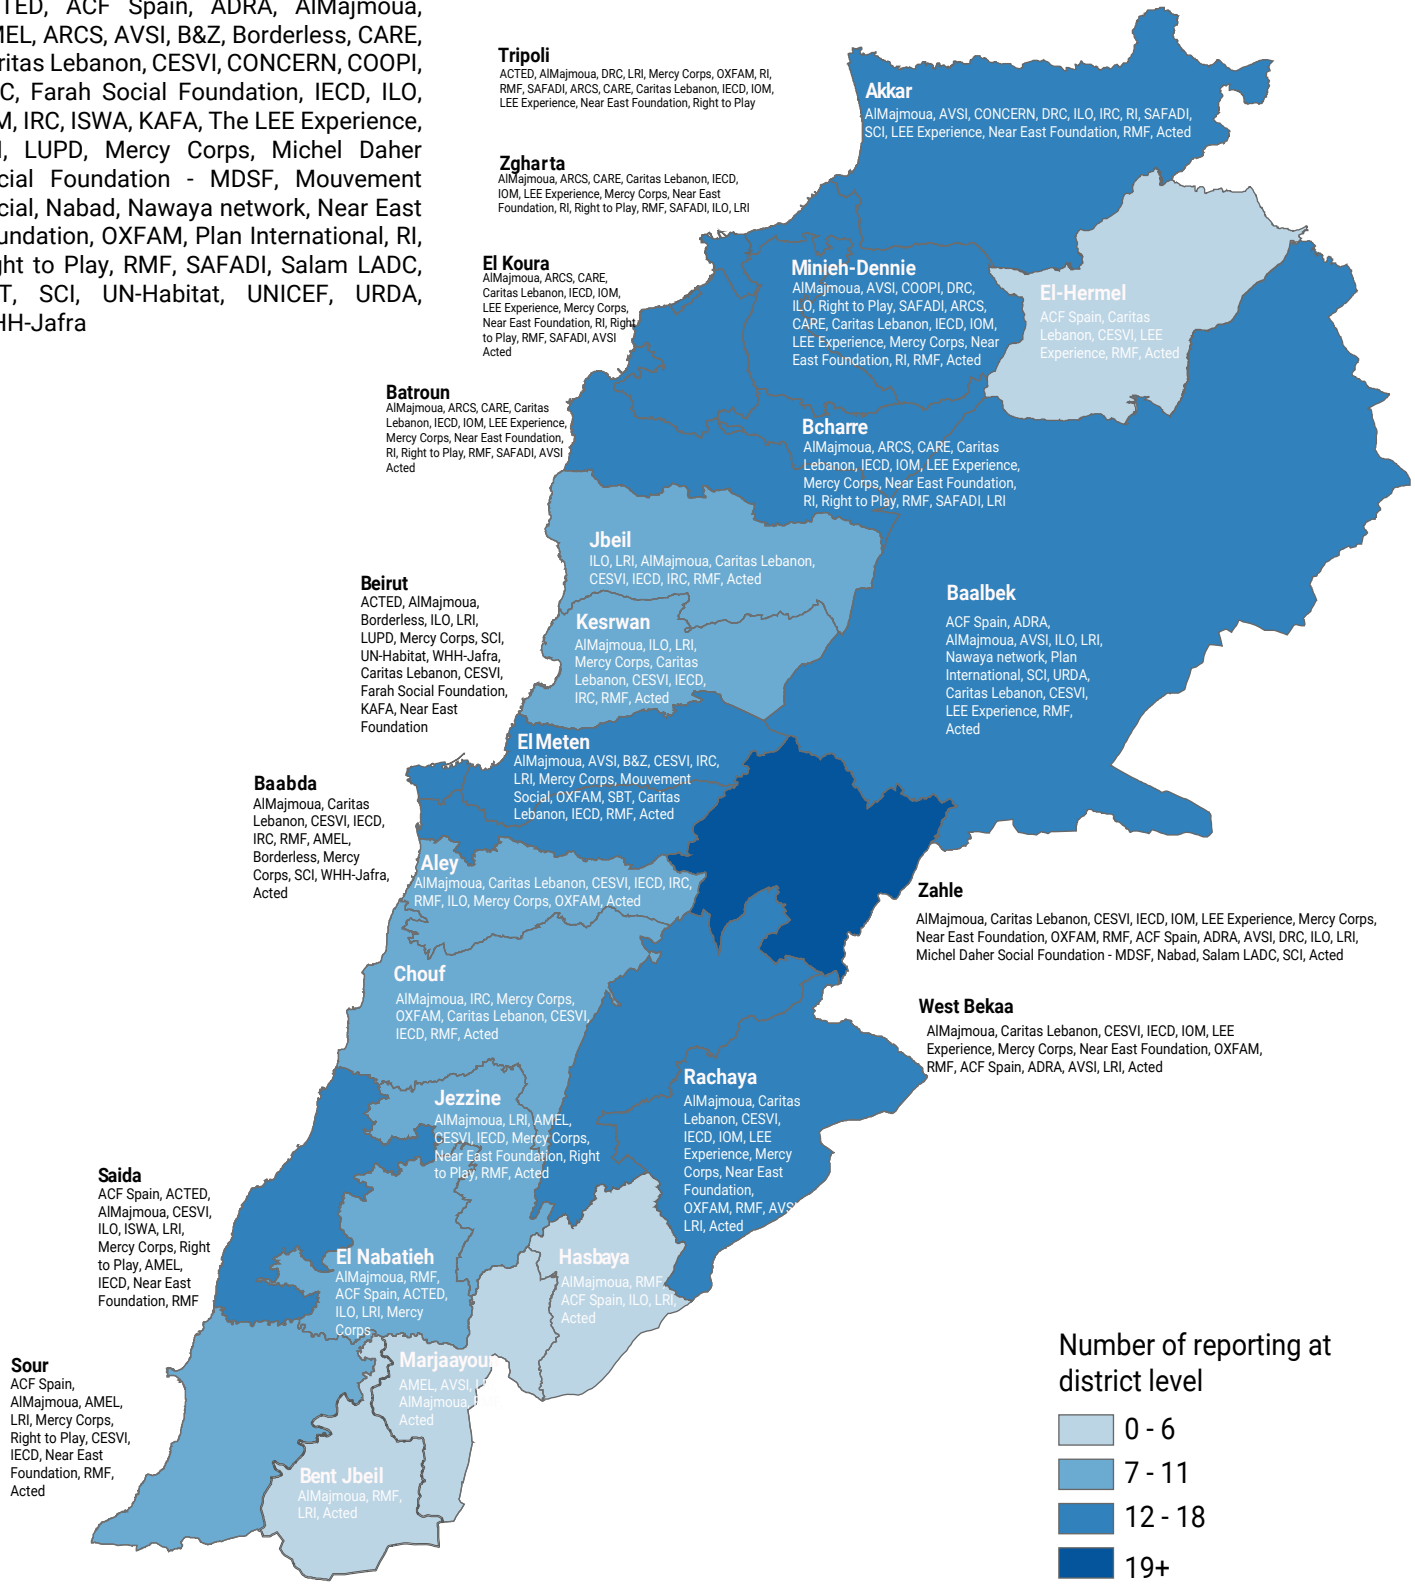 ACF Spain, ADRA, AlMajmoua,
ARCS, AVSI, B&Z, Borderless, CARE,
Lebanon, CESVI, CONCERN, COOPI,
Farah Social Foundation, IECD, ILO,
IRC, ISWA, KAFA, The LEE Experience,
LUPD, Mercy Corps, Michel Daher
Foundation - MDSF, Mouvement
Nabad, Nawaya network, Near East
OXFAM, Plan International, RI,
to Play, RMF, SAFADI, Salam LADC,
SCI, UN-Habitat, UNICEF, URDA,
Tripoli
ACTED, AlMajmoua, DRC, LRI, Mercy Corps, OXFAM, RI,
RMF, SAFADI, ARCS, CARE, Caritas Lebanon, IECD, IOM,
LEE Experience, Near East Foundation, Right to Play
Akkar
AlMajmoua, AVSI, CONCERN, DRC, ILO, IRC, RI, SAFADI,
SCI, LEE Experience, Near East Foundation, RMF, Acted
Zgharta
AlMajmoua, ARCS, CARE, Caritas Lebanon, IECD,
IOM, LEE Experience, Mercy Corps, Near East
Foundation, RI, Right to Play, RMF, SAFADI, ILO, LRI
El Koura
AlMajmoua, ARCS, CARE,
Caritas Lebanon, IECD, IOM,
LEE Experience, Mercy Corps,
Near East Foundation, RI, Right
to Play, RMF, SAFADI, AVSI
Acted
Minieh-Dennie
AlMajmoua, AVSI, COOPI, DRC,
ILO, Right to Play, SAFADI, ARCS,
CARE, Caritas Lebanon, IECD, IOM,
LEE Experience, Mercy Corps, Near
East Foundation, RI, RMF, Acted
El-Hermel
ACF Spain, Caritas
Lebanon, CESVI, LEE
Experience, RMF, Acted
Batroun
AlMajmoua, ARCS, CARE, Caritas
Lebanon, IECD, IOM, LEE Experience,
Mercy Corps, Near East Foundation,
RI, Right to Play, RMF, SAFADI, AVSI
Acted
Bcharre
AlMajmoua, ARCS, CARE, Caritas
Lebanon, IECD, IOM, LEE Experience,
Mercy Corps, Near East Foundation,
RI, Right to Play, RMF, SAFADI, LRI
Jbeil
ILO, LRI, AlMajmoua, Caritas Lebanon,
CESVI, IECD, IRC, RMF, Acted
Beirut
ACTED, AlMajmoua,
Borderless, ILO, LRI,
LUPD, Mercy Corps, SCI,
UN-Habitat, WHH-Jafra,
Caritas Lebanon, CESVI,
Farah Social Foundation,
KAFA, Near East
Foundation
Kesrwan
AlMajmoua, ILO, LRI,
Mercy Corps, Caritas
Lebanon, CESVI, IECD,
IRC, RMF, Acted
Baalbek
ACF Spain, ADRA,
AlMajmoua, AVSI, ILO, LRI,
Nawaya network, Plan
International, SCI, URDA,
Caritas Lebanon, CESVI,
LEE Experience, RMF,
Acted
El Meten
AlMajmoua, AVSI, B&Z, CESVI, IRC,
LRI, Mercy Corps, Mouvement
Social, OXFAM, SBT, Caritas
Lebanon, IECD, RMF, Acted
Baabda
AlMajmoua, Caritas
Lebanon, CESVI, IECD,
IRC, RMF, AMEL,
Borderless, Mercy
Corps, SCI, WHH-Jafra,
Acted
Aley
AlMajmoua, Caritas Lebanon, CESVI, IECD, IRC,
RMF, ILO, Mercy Corps, OXFAM, Acted
Zahle
AlMajmoua, Caritas Lebanon, CESVI, IECD, IOM, LEE Experience, Mercy Corps,
Near East Foundation, OXFAM, RMF, ACF Spain, ADRA, AVSI, DRC, ILO, LRI,
Michel Daher Social Foundation - MDSF, Nabad, Salam LADC, SCI, Acted
Chouf
AlMajmoua, IRC, Mercy Corps,
OXFAM, Caritas Lebanon, CESVI,
IECD, RMF, Acted
West Bekaa
AlMajmoua, Caritas Lebanon, CESVI, IECD, IOM, LEE
Experience, Mercy Corps, Near East Foundation, OXFAM,
RMF, ACF Spain, ADRA, AVSI, LRI, Acted
Rachaya
AlMajmoua, Caritas
Lebanon, CESVI,
IECD, IOM, LEE
Experience, Mercy
Corps, Near East
Foundation,
OXFAM, RMF, AVSI
LRI, Acted
Jezzine
AlMajmoua, LRI, AMEL,
CESVI, IECD, Mercy Corps,
Near East Foundation, Right
to Play, RMF, Acted
Saida
ACF Spain, ACTED,
AlMajmoua, CESVI,
ILO, ISWA, LRI,
Mercy Corps, Right
to Play, AMEL,
IECD, Near East
Foundation, RMF
El Nabatieh
AlMajmoua, RMF,
ACF Spain, ACTED,
ILO, LRI, Mercy
Corps
Hasbaya
AlMajmoua, RMF,
ACF Spain, ILO, LRI,
Acted
Sour
ACF Spain,
AlMajmoua, AMEL,
LRI, Mercy Corps,
Right to Play, CESVI,
IECD, Near East
Foundation, RMF,
Acted
Marjaayoun
AMEL, AVSI,
AlMajmoua,
Acted
Bent Jbeil
AlMajmoua, RMF,
LRI, Acted
Number of reporting at
district level
0 - 6
7 - 11
12 - 18
19+